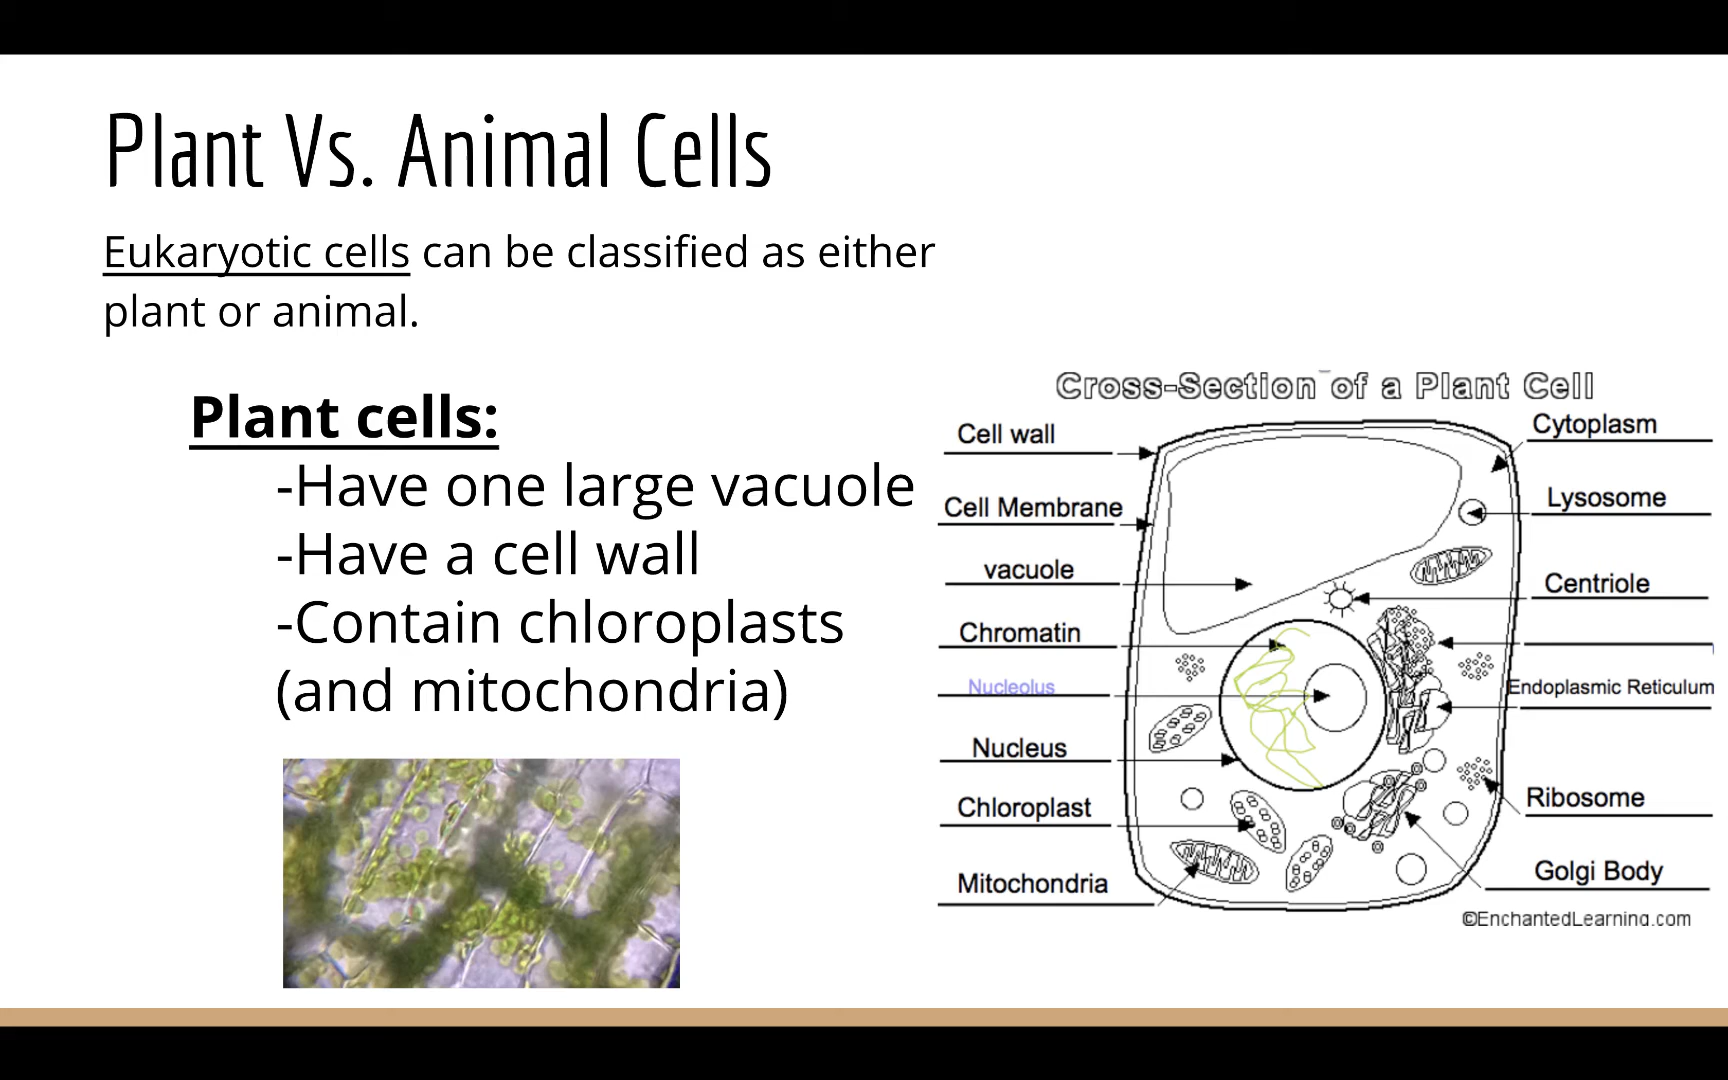 Plant Vs. Animal Cells
Eukaryotic cells can be classified as either
plant or animal.
Plant cells:
-Have one large vacuole
-Have a cell wall
-Contain chloroplasts
(and mitochondria)
Cross-Section of a Plant Cell
Cell wall
Cell Membrane
vacuole
Chromatin
Nucleolus
Nucleus
Chloroplast
Mitochondria
Cytoplasm
Lysosome
Centriole
Endoplasmic Reticulum
Ribosome
Golgi Body
©EnchantedLearning.com